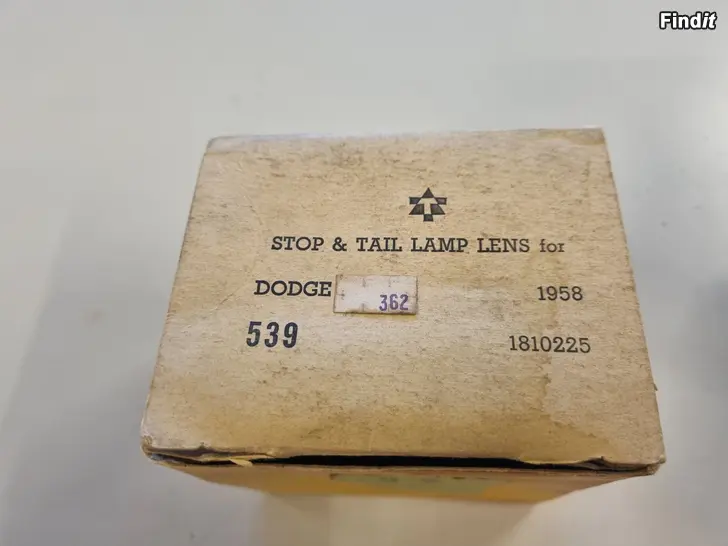 Findit
T
STOP & TAIL LAMP LENS for
DODGE 362 1958
539 1810225